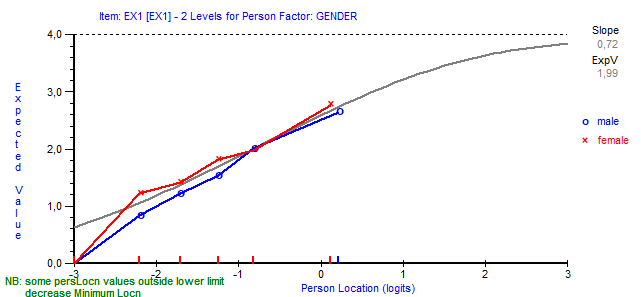 Item: EX1 [EX1] - 2 Levels for Person Factor: GENDER
Slope
0,72
ExpV
1,99
4,0
3,0
2,0
1,0
0,0
Expected Value
o male
× female
-3 -2 -1 0 1 2 3
Person Location (logits)
NB: some persLocn values outside lower limit
decrease Minimum Locn